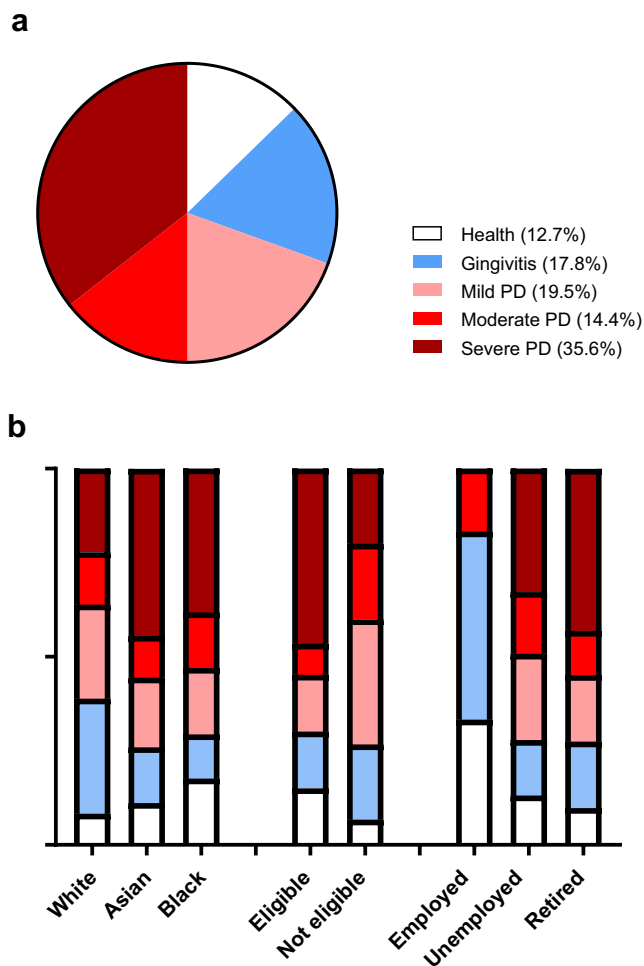 a
Health (12.7%)
Gingivitis (17.8%)
Mild PD (19.5%)
Moderate PD (14.4%)
Severe PD (35.6%)
b
White
Asian
Black
Eligible
Not eligible
Employed
Unemployed
Retired